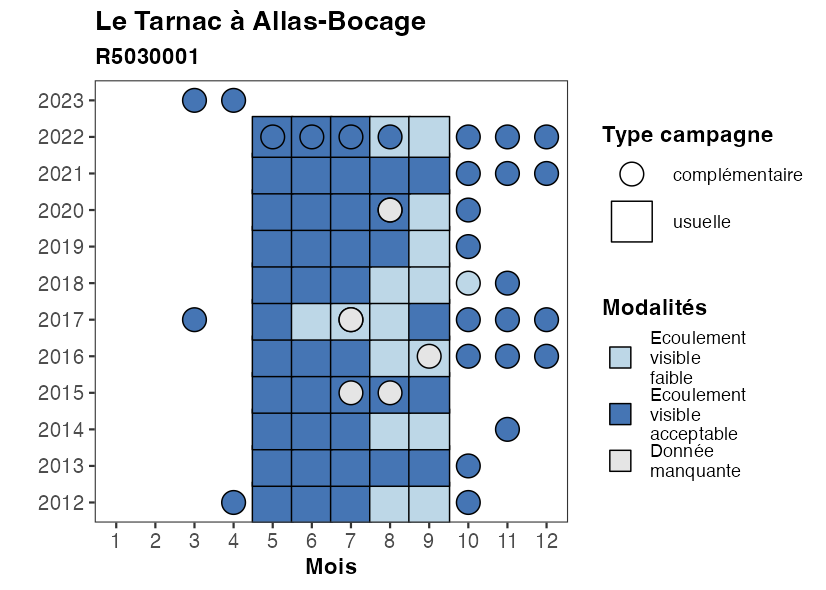 Le Tarnac à Allas-Bocage
R5030001
2023
2022
2021
2020
2019
2018
2017
2016
2015
2014
2013
2012
1 2 3 4 5 6 7 8 9 10 11 12
Mois
Type campagne
complémentaire
usuelle
Modalités
Ecoulement
visible
faible
Ecoulement
visible
acceptable
Donnée
manquante